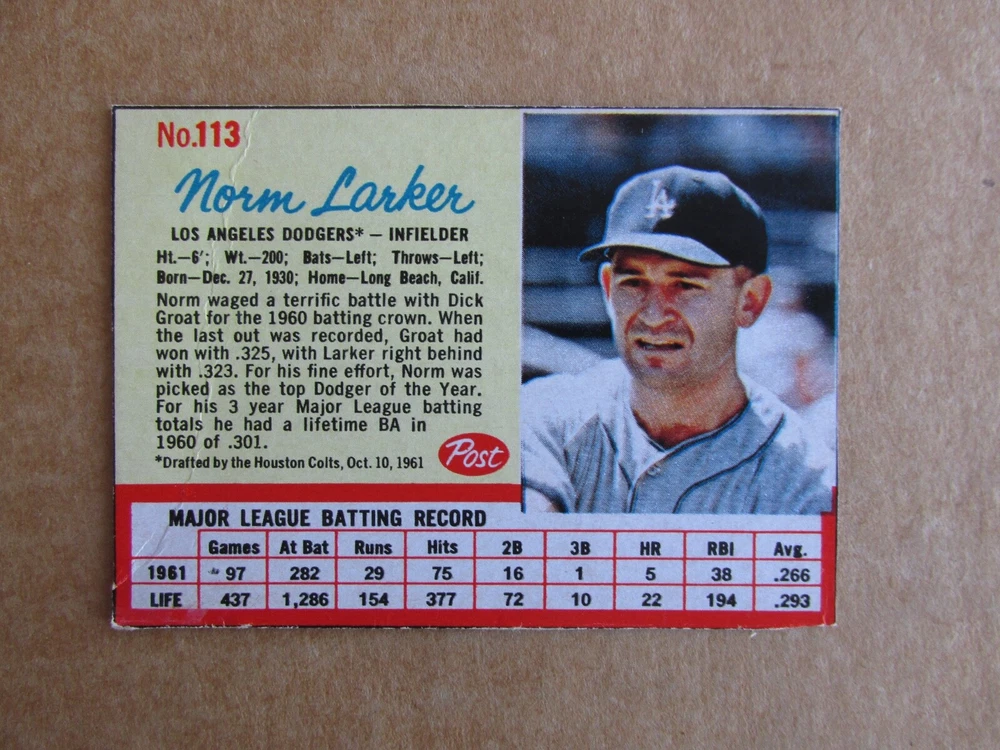 No.113
Norm Larker
LOS ANGELES DODGERS* — INFIELDER
Ht.—6'; Wt.—200; Bats—Left; Throws—Left;
Born—Dec. 27, 1930; Home—Long Beach, Calif.
Norm waged a terrific battle with Dick
Groat for the 1960 batting crown. When
the last out was recorded, Groat had
won with .325, with Larker right behind
with .323. For his fine effort, Norm was
picked as the top Dodger of the Year.
For his 3 year Major League batting
totals he had a lifetime BA in
1960 of .301.
*Drafted by the Houston Colts, Oct. 10, 1961
Post
LA
MAJOR LEAGUE BATTING RECORD
Games At Bat Runs Hits 2B 3B HR RBI Avg.
1961 97 282 29 75 16 1 5 38 .266
LIFE 437 1,286 154 377 72 10 22 194 .293